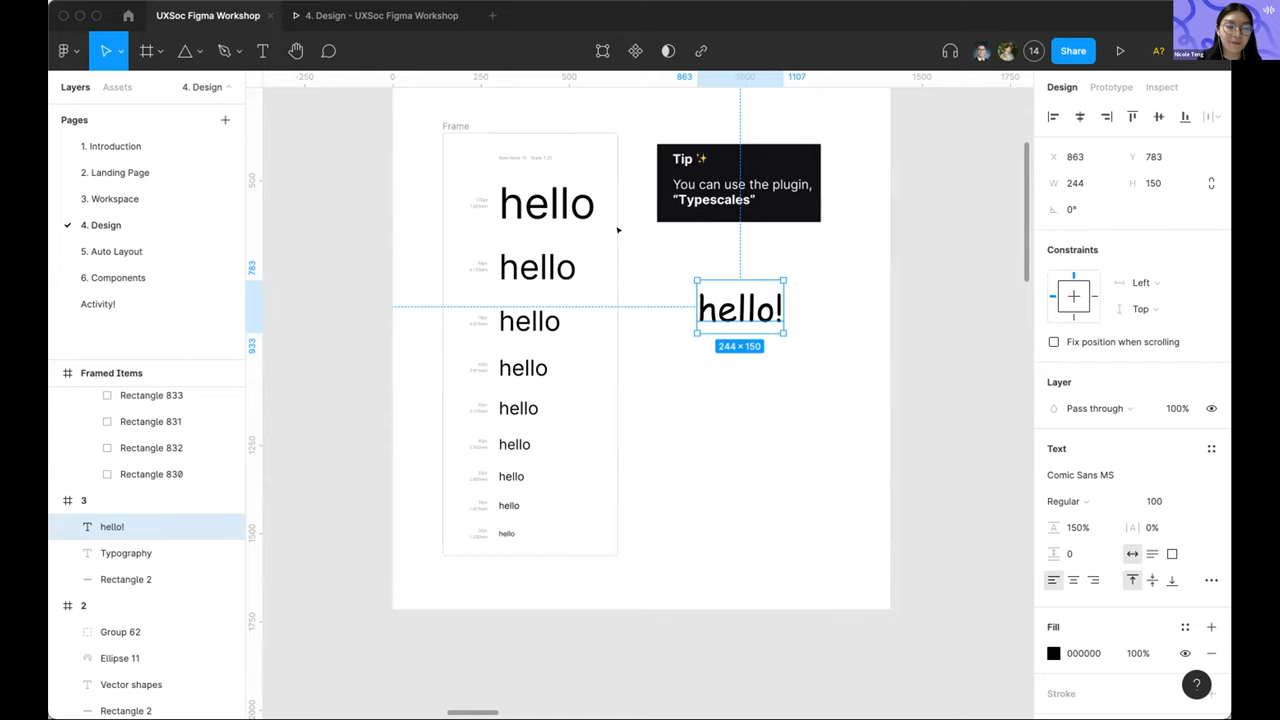 UXSoc Figma Workshop
4. Design - UXSoc Figma Workshop
Nicole Teng
14
Share
A?
Layers
Assets
4. Design
-250
0
250
500
863
1107
1500
1750
Design
Prototype
Inspect
Pages
1. Introduction
2. Landing Page
3. Workspace
4. Design
5. Auto Layout
6. Components
Activity!
Framed Items
Rectangle 833
Rectangle 831
Rectangle 832
Rectangle 830
3
hello!
Typography
Rectangle 2
2
Group 62
Ellipse 11
Vector shapes
Rectangle 2
500
783
933
1250
1500
1750
2000
Frame
hello
hello
hello
hello
hello
hello
hello
hello
hello
Tip ✨
You can use the plugin,
“Typescales”
hello!
244 × 150
X 863 Y 783
W 244 H 150
0°
Constraints
Left
Top
Fix position when scrolling
Layer
Pass through 100%
Text
Comic Sans MS
Regular 100
150% 0%
0
Fill
000000 100%
Stroke
?